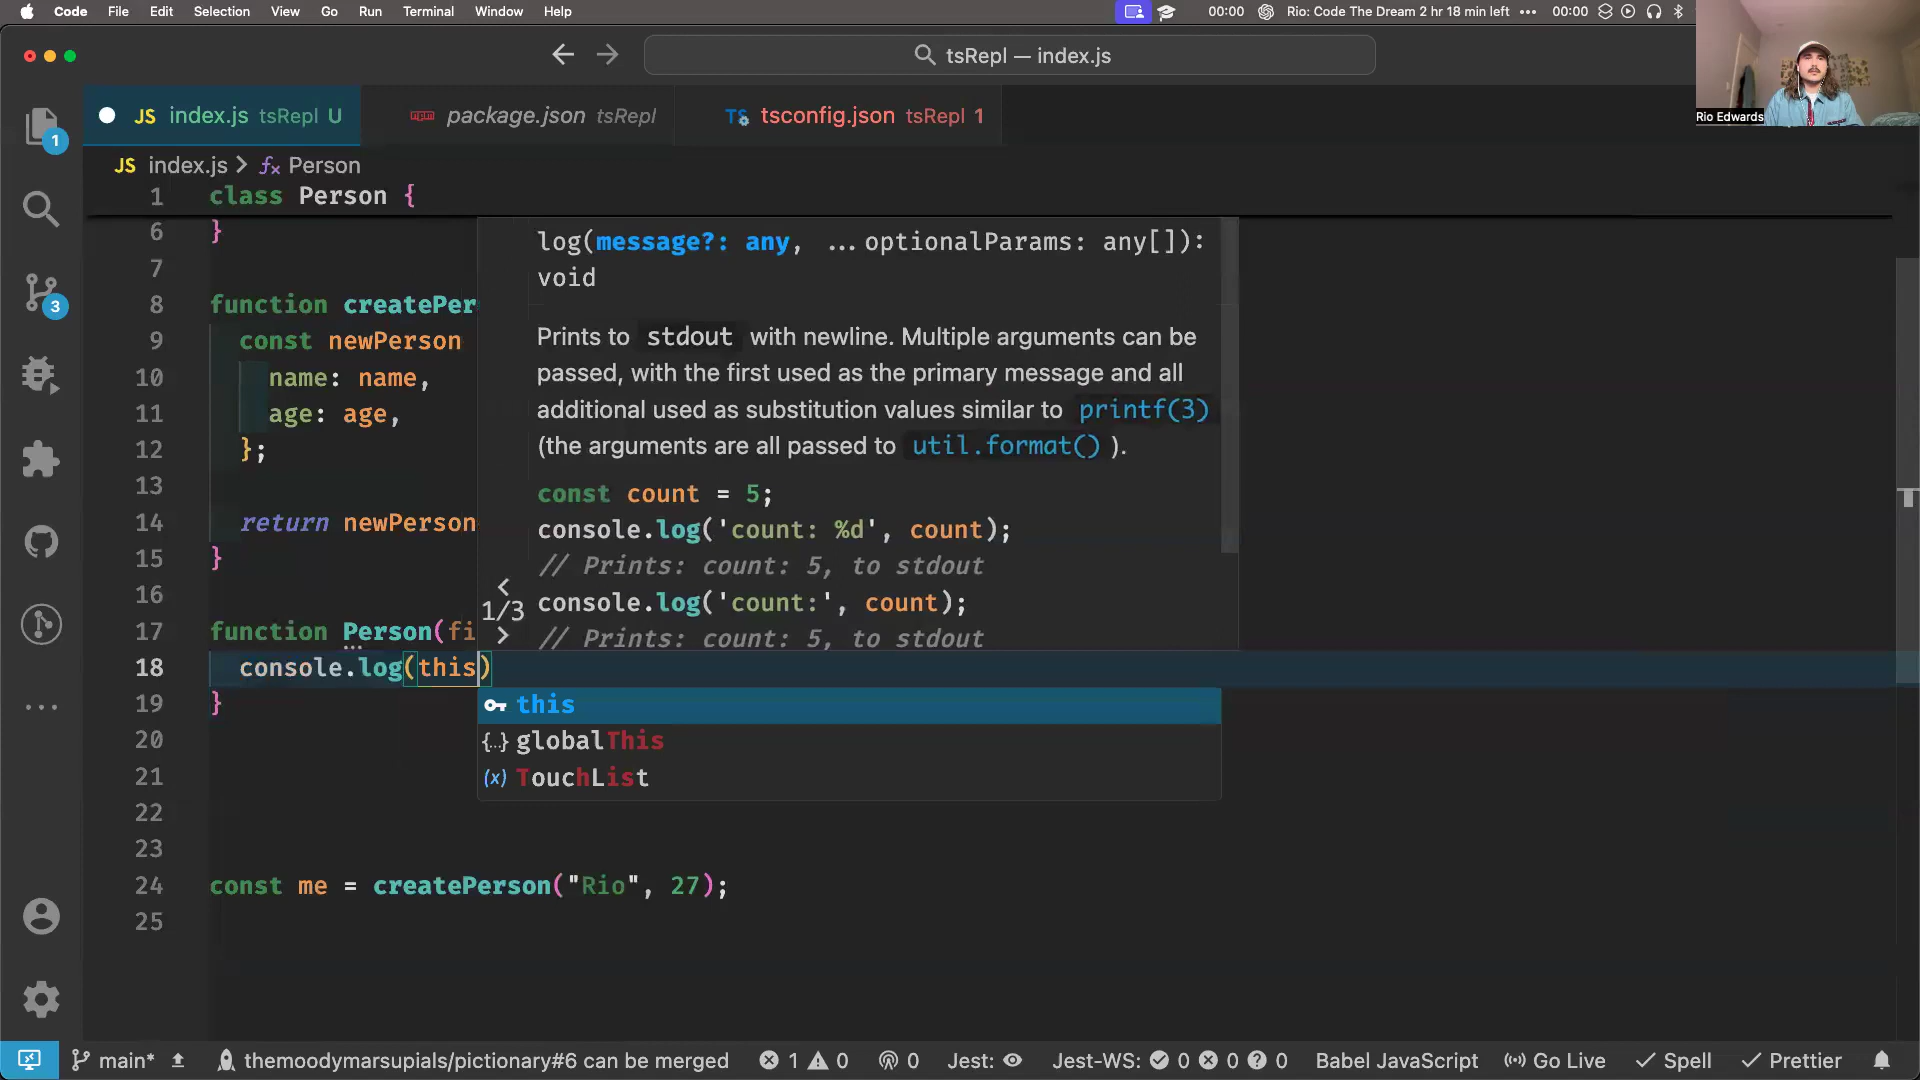 Code File Edit Selection View Go Run Terminal Window Help 00:00 Rio: Code The Dream 2 hr 18 min left ••• 00:00
tsRepl — index.js
JS index.js tsRepl U package.json tsRepl TS tsconfig.json tsRepl 1
Rio Edwards
JS index.js > fx Person
1 class Person {
6 }
7
8 function createPer
9 const newPerson
10 name: name,
11 age: age,
12 };
13
14 return newPerson
15 }
16
17 function Person(fi
18 console.log(this)
19 }
20
21
22
23
24 const me = createPerson("Rio", 27);
25
log(message?: any, ...optionalParams: any[]):
void
Prints to stdout with newline. Multiple arguments can be
passed, with the first used as the primary message and all
additional used as substitution values similar to printf(3)
(the arguments are all passed to util.format() ).
const count = 5;
console.log('count: %d', count);
// Prints: count: 5, to stdout
1/3
console.log('count:', count);
// Prints: count: 5, to stdout
this
{..} globalThis
(x) TouchList
1
3
main* themoodymarsupials/pictionary#6 can be merged 1 0 0 Jest: Jest-WS: 0 0 0 Babel JavaScript Go Live Spell Prettier